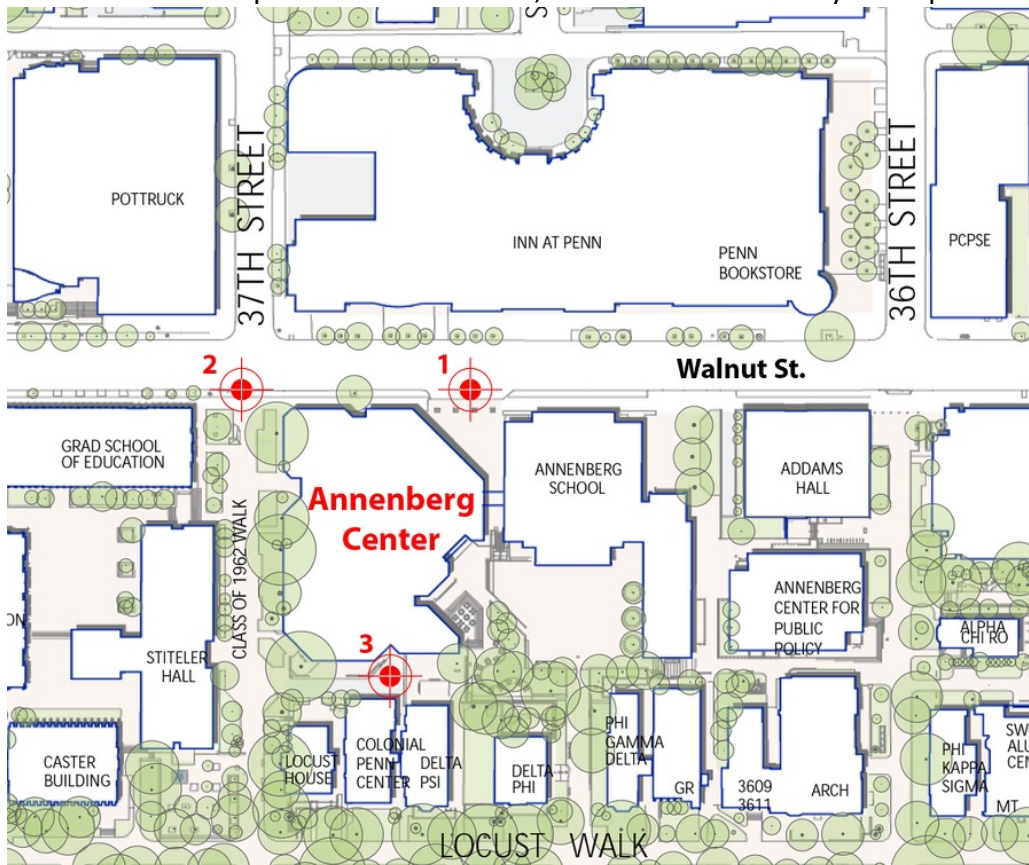 POTTRUCK
37TH STREET
INN AT PENN
PENN
BOOKSTORE
36TH STREET
PCPSE
2
1
Walnut St.
GRAD SCHOOL
OF EDUCATION
Annenberg
Center
ANNENBERG
SCHOOL
ADDAMS
HALL
CLASS OF 1962 WALK
ANNENBERG
CENTER FOR
PUBLIC
POLICY
ALPHA
CHI RO
STITELER
HALL
3
CASTER
BUILDING
LOCUST
HOUSE
COLONIAL
PENN
CENTER
DELTA
PSI
DELTA
PHI
PHI
GAMMA
DELTA
GR
3609
3611
ARCH
PHI
KAPPA
SIGMA
MT
LOCUST WALK